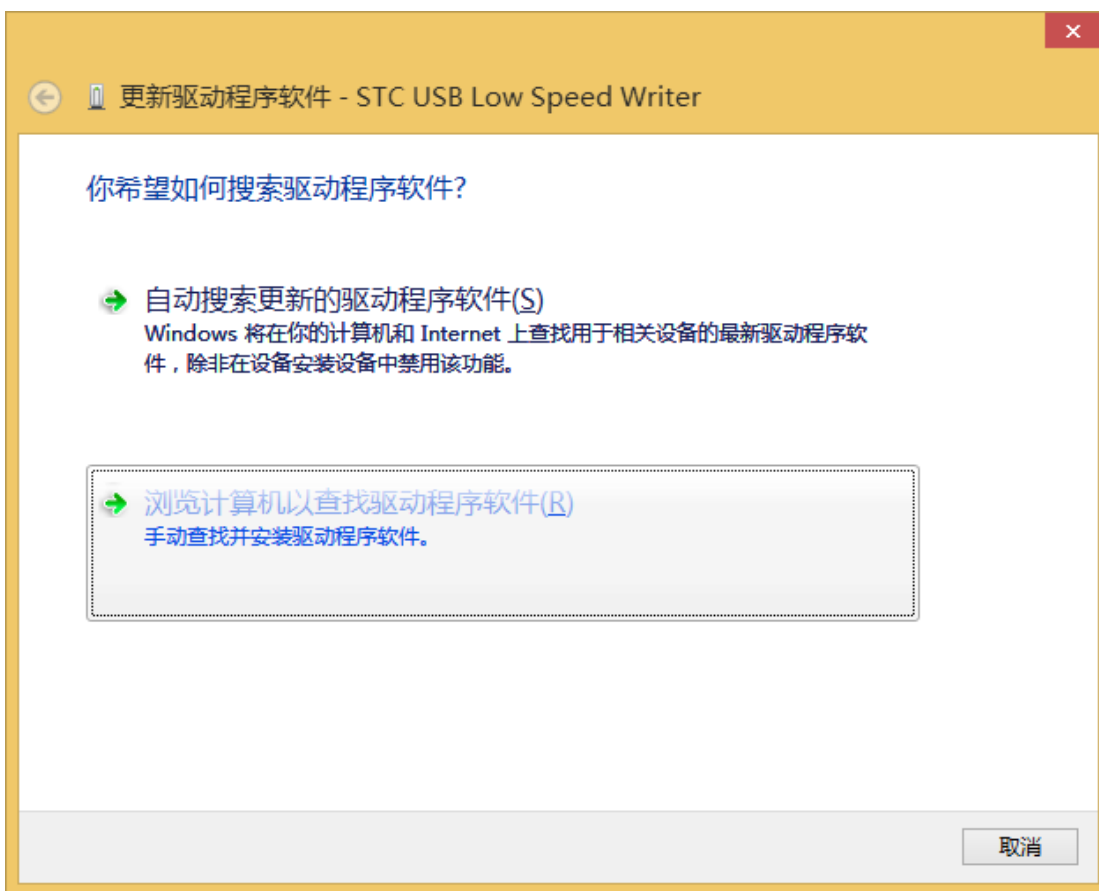 更新驱动程序软件 - STC USB Low Speed Writer
你希望如何搜索驱动程序软件?
自动搜索更新的驱动程序软件(S)
Windows 将在你的计算机和 Internet 上查找用于相关设备的最新驱动程序软
件，除非在设备安装设备中禁用该功能。
浏览计算机以查找驱动程序软件(R)
手动查找并安装驱动程序软件。
取消